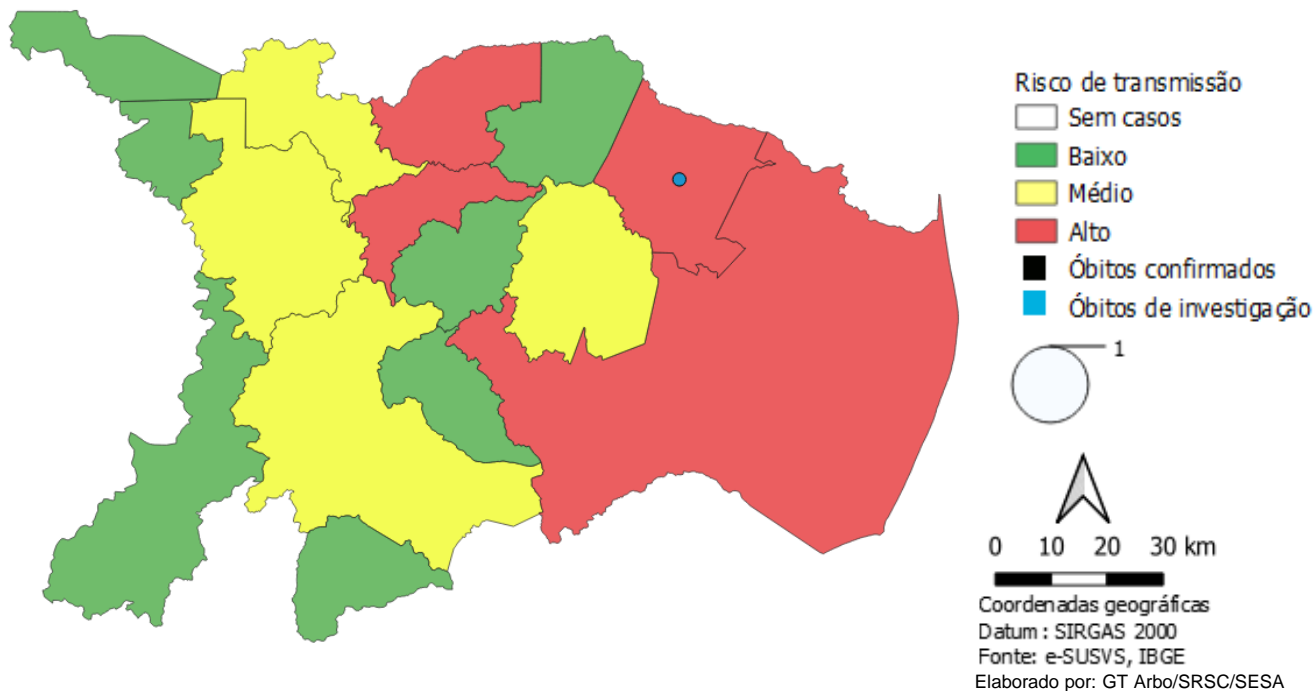 Risco de transmissão
Sem casos
Baixo
Médio
Alto
Óbitos confirmados
Óbitos de investigação
1
0 10 20 30 km
Coordenadas geográficas
Datum : SIRGAS 2000
Fonte: e-SUSVS, IBGE
Elaborado por: GT Arbo/SRSC/SESA